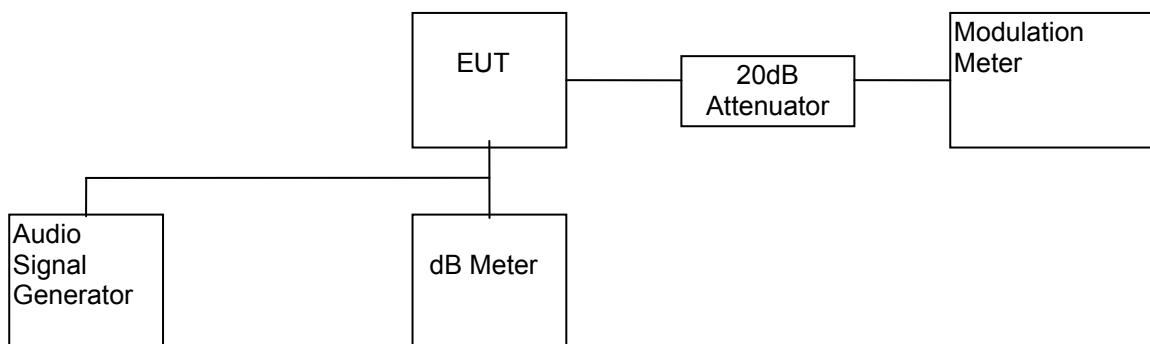 EUT
20dB
Attenuator
Modulation
Meter
Audio
Signal
Generator
dB Meter